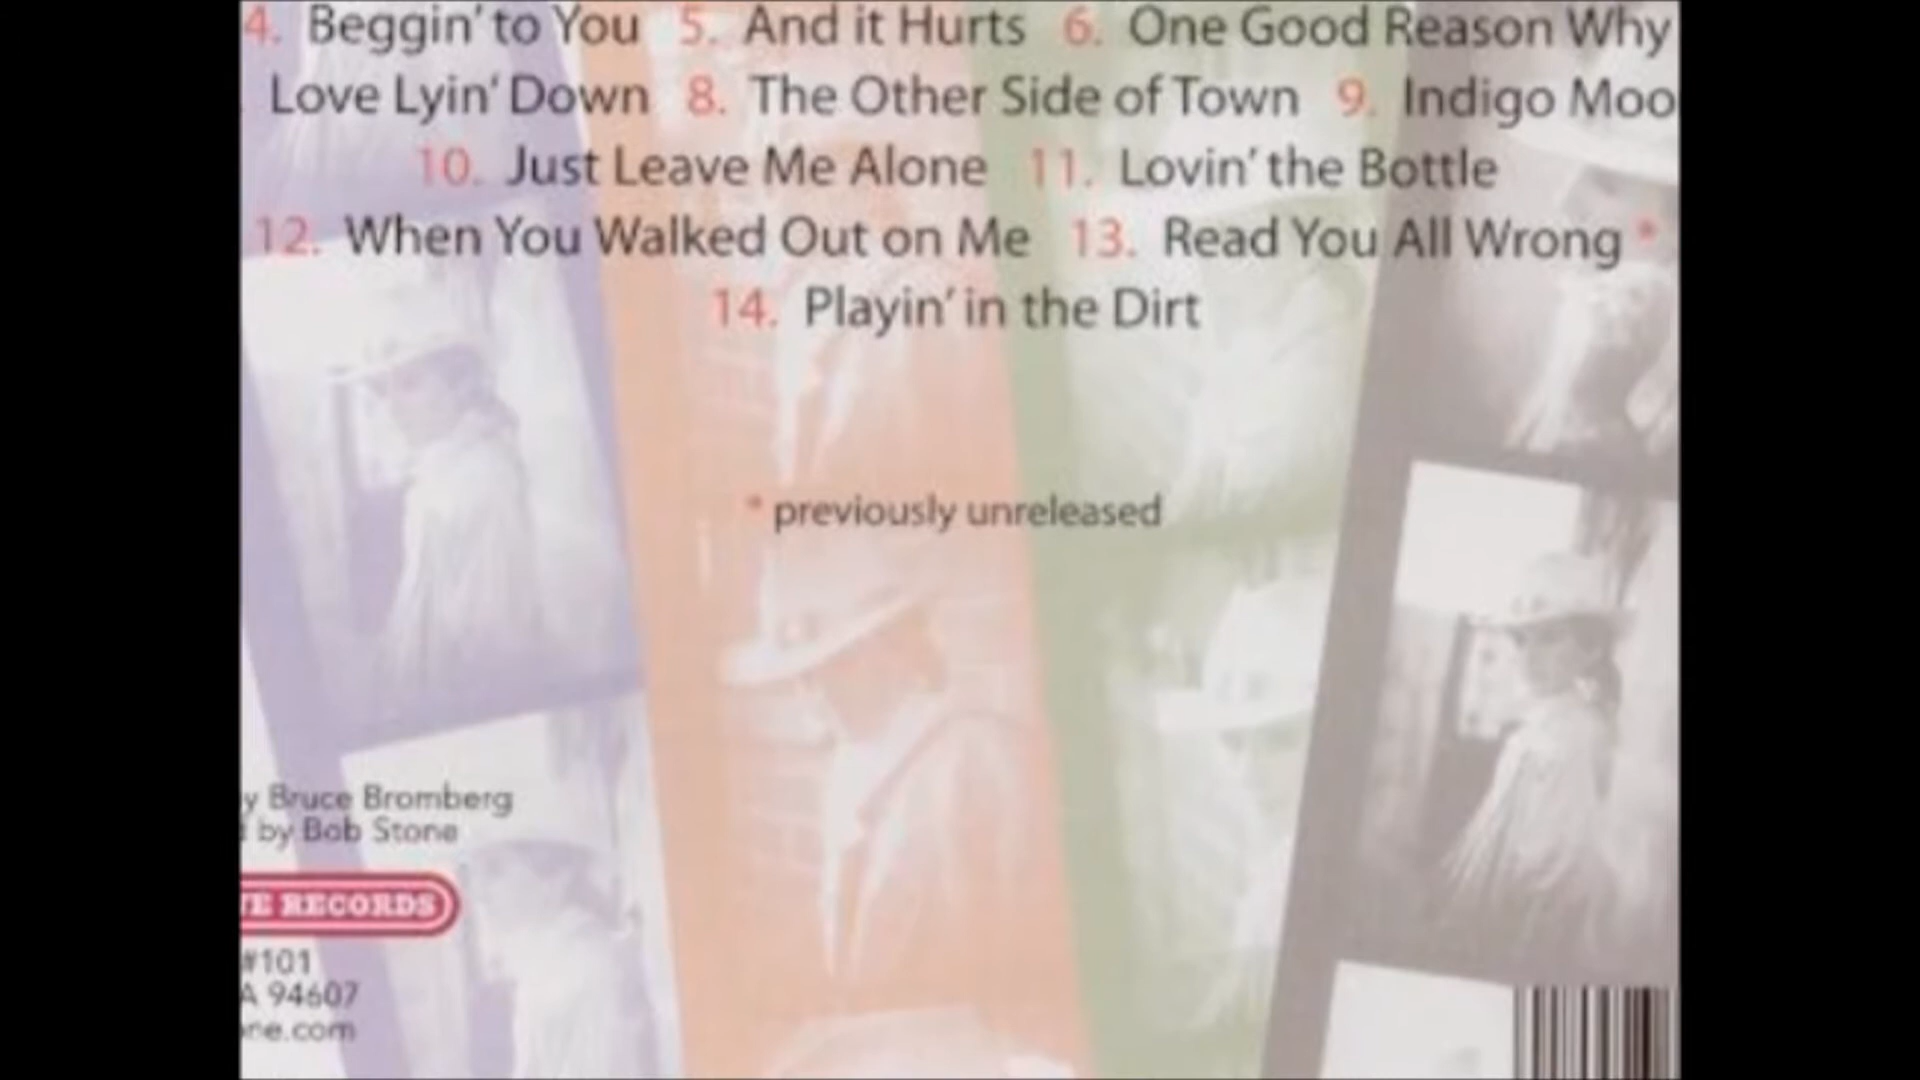 4. Beggin' to You 5. And it Hurts 6. One Good Reason Why
Love Lyin' Down 8. The Other Side of Town 9. Indigo Moo
10. Just Leave Me Alone 11. Lovin' the Bottle
12. When You Walked Out on Me 13. Read You All Wrong *
14. Playin' in the Dirt
* previously unreleased
y Bruce Bromberg
by Bob Stone
TE RECORDS
#101
A 94607
ne.com